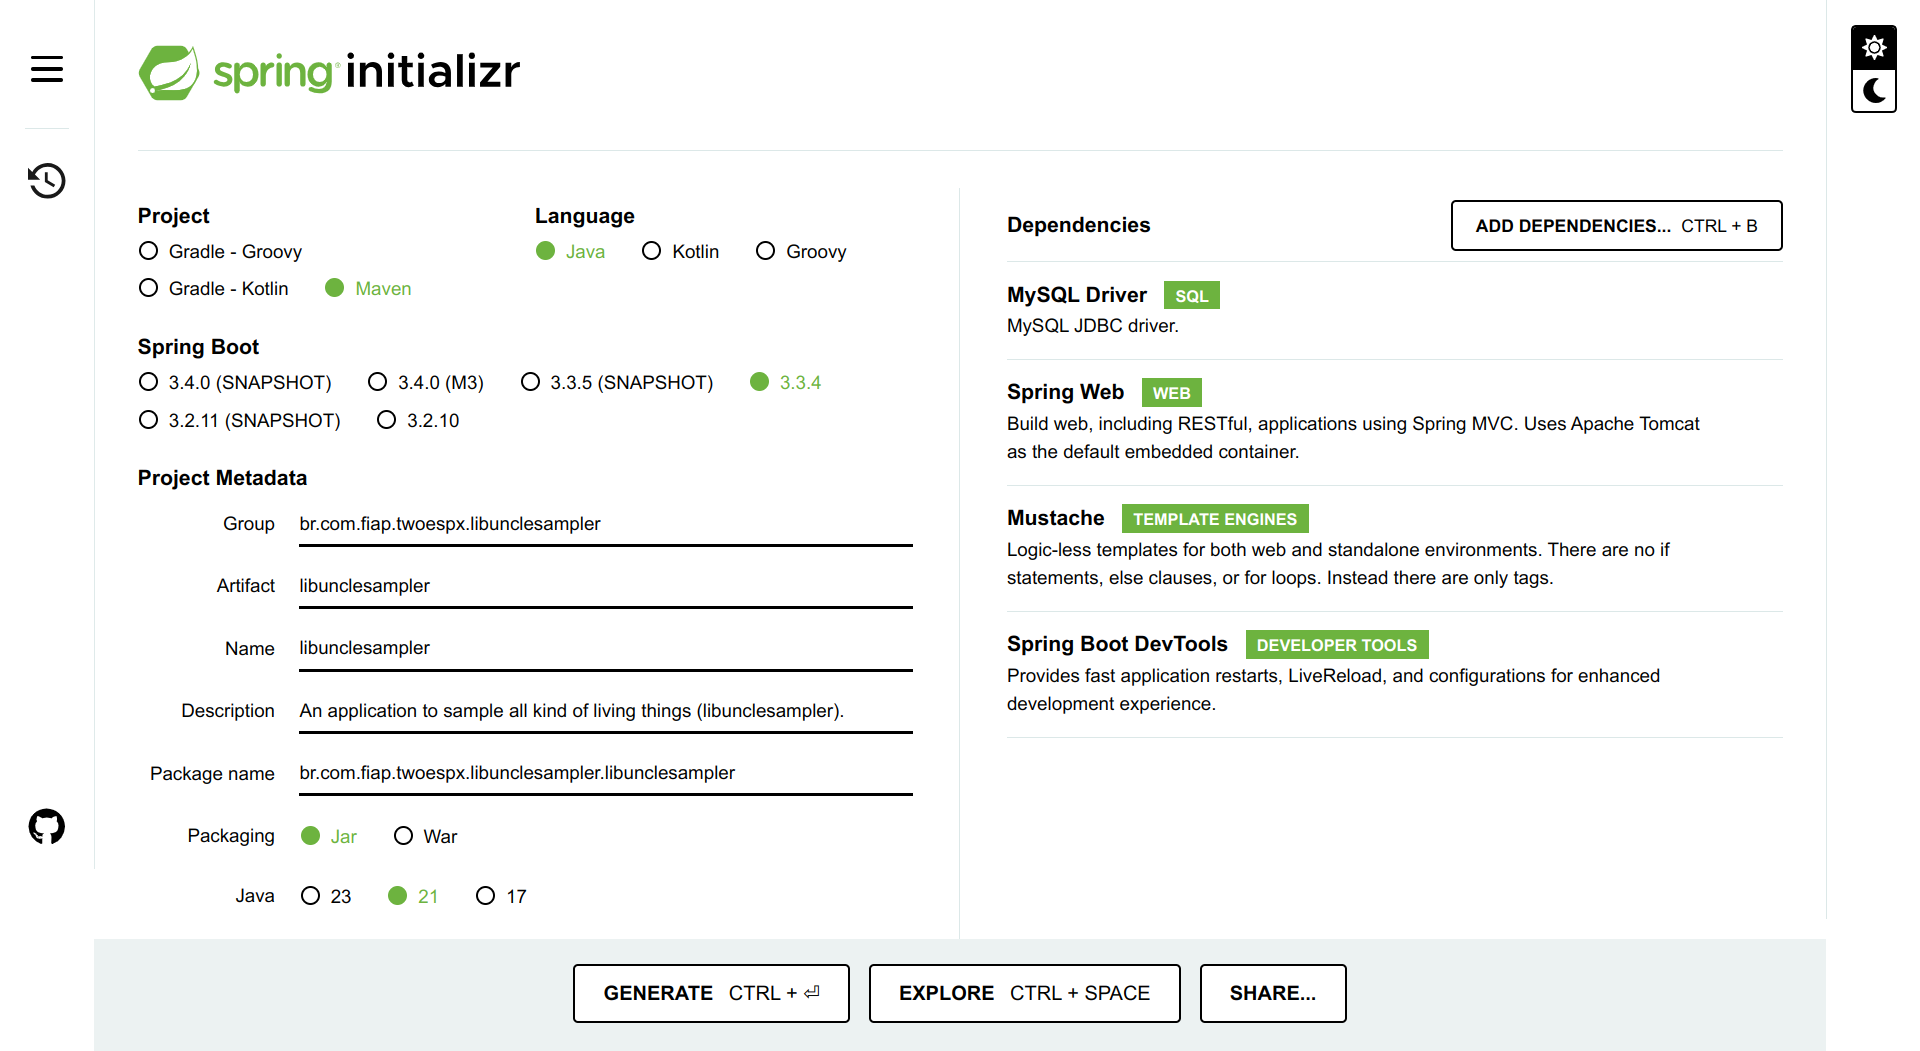 spring initializr
Project
Gradle - Groovy
Gradle - Kotlin Maven
Language
Java Kotlin Groovy
Spring Boot
3.4.0 (SNAPSHOT) 3.4.0 (M3) 3.3.5 (SNAPSHOT) 3.3.4
3.2.11 (SNAPSHOT) 3.2.10
Project Metadata
Group br.com.fiap.twoespx.libunclesampler
Artifact libunclesampler
Name libunclesampler
Description An application to sample all kind of living things (libunclesampler).
Package name br.com.fiap.twoespx.libunclesampler.libunclesampler
Packaging Jar War
Java 23 21 17
Dependencies ADD DEPENDENCIES... CTRL + B
MySQL Driver SQL
MySQL JDBC driver.
Spring Web WEB
Build web, including RESTful, applications using Spring MVC. Uses Apache Tomcat
as the default embedded container.
Mustache TEMPLATE ENGINES
Logic-less templates for both web and standalone environments. There are no if
statements, else clauses, or for loops. Instead there are only tags.
Spring Boot DevTools DEVELOPER TOOLS
Provides fast application restarts, LiveReload, and configurations for enhanced
development experience.
GENERATE CTRL + ⏎ EXPLORE CTRL + SPACE SHARE...